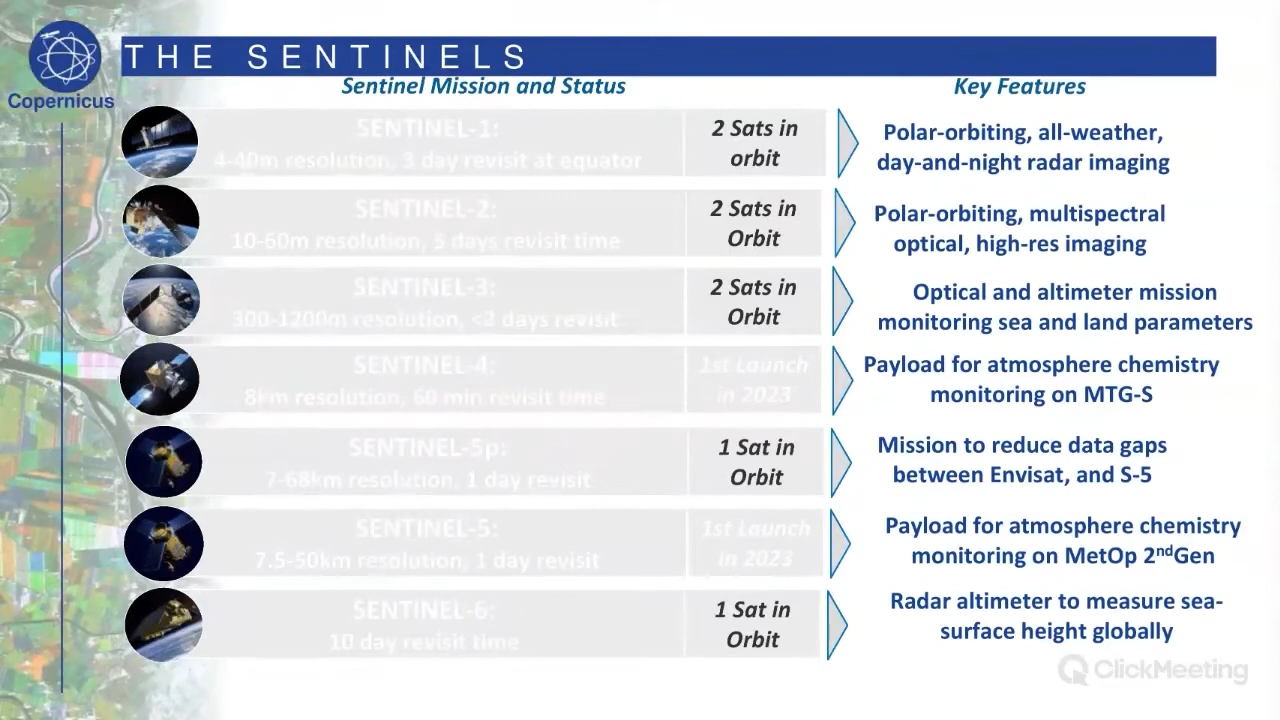 THE SENTINELS
Copernicus
Sentinel Mission and Status
Key Features
SENTINEL-1:
4-40m resolution, 3 day revisit at equator
2 Sats in
orbit
Polar-orbiting, all-weather,
day-and-night radar imaging
SENTINEL-2:
10-60m resolution, 5 days revisit time
2 Sats in
Orbit
Polar-orbiting, multispectral
optical, high-res imaging
SENTINEL-3:
300-1200m resolution, <2 days revisit
2 Sats in
Orbit
Optical and altimeter mission
monitoring sea and land parameters
SENTINEL-4:
8km resolution, 60 min revisit time
1st Launch
in 2023
Payload for atmosphere chemistry
monitoring on MTG-S
SENTINEL-5p:
7-68km resolution, 1 day revisit
1 Sat in
Orbit
Mission to reduce data gaps
between Envisat, and S-5
SENTINEL-5:
7.5-50km resolution, 1 day revisit
1st Launch
in 2023
Payload for atmosphere chemistry
monitoring on MetOp 2ndGen
SENTINEL-6:
10 day revisit time
1 Sat in
Orbit
Radar altimeter to measure sea-
surface height globally
ClickMeeting